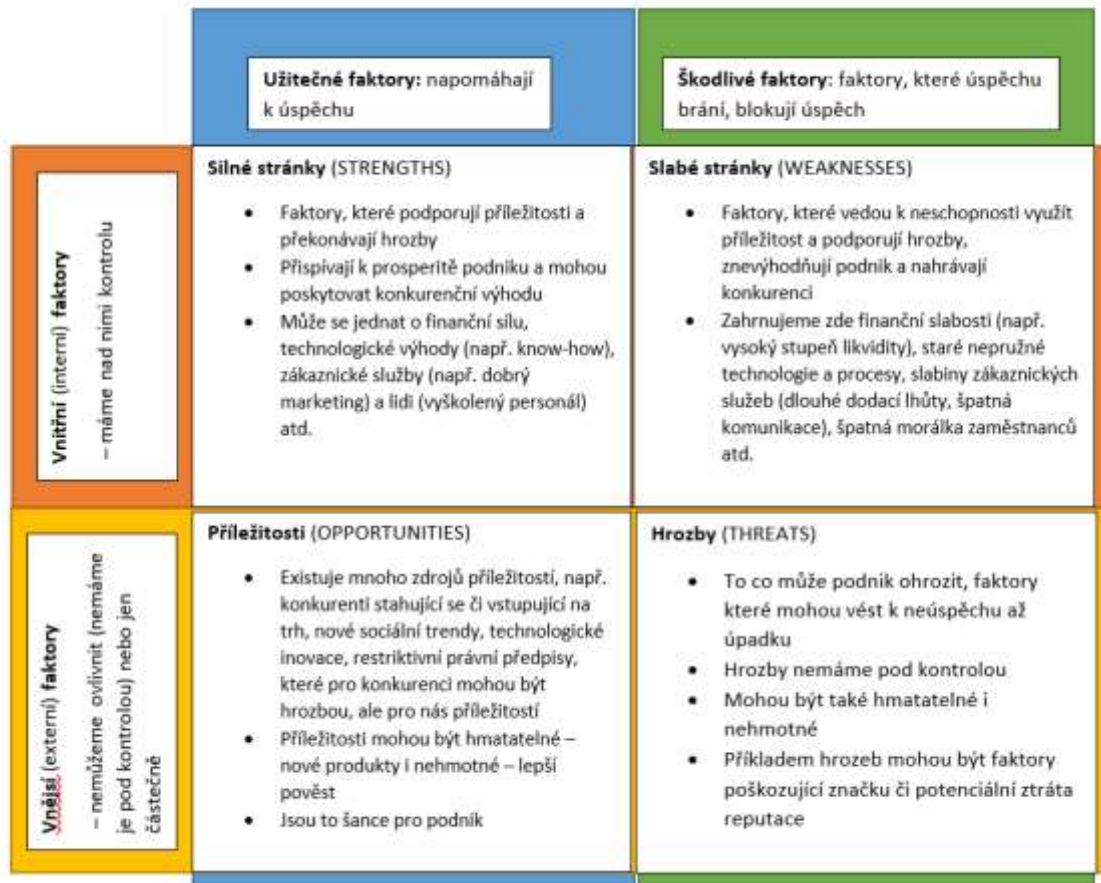 Užitečné faktory: napomáhají
k úspěchu
Škodlivé faktory: faktory, které úspěchu
brání, blokují úspěch
Vnitřní (interní) faktory
– máme nad nimi kontrolu
Silné stránky (STRENGTHS)
• Faktory, které podporují příležitosti a
překonávají hrozby
• Přispívají k prosperitě podniku a mohou
poskytovat konkurenční výhodu
• Může se jednat o finanční sílu,
technologické výhody (např. know-how),
zákaznické služby (např. dobrý
marketing) a lidi (vyškolený personál)
atd.
Slabé stránky (WEAKNESSES)
• Faktory, které vedou k neschopnosti využít
příležitost a podporují hrozby,
znevýhodňují podnik a nahrávají
konkurenci
• Zahrnujeme zde finanční slabosti (např.
vysoký stupeň likvidity), staré nepružné
technologie a procesy, slabiny zákaznických
služeb (dlouhé dodací lhůty, špatná
komunikace), špatná morálka zaměstnanců
atd.
Vnější (externí) faktory
– nemůžeme ovlivnit (nemáme
je pod kontrolou) nebo jen
částečně
Příležitosti (OPPORTUNITIES)
• Existuje mnoho zdrojů příležitostí, např.
konkurenti stahující se či vstupující na
trh, nové sociální trendy, technologické
inovace, restriktivní právní předpisy,
které pro konkurenci mohou být
hrozbou, ale pro nás příležitostí
• Příležitosti mohou být hmatatelné –
nové produkty i nehmotné – lepší
pověst
• Jsou to šance pro podnik
Hrozby (THREATS)
• To co může podnik ohrozit, faktory
které mohou vést k neúspěchu až
úpadku
• Hrozby nemáme pod kontrolou
• Mohou být také hmatatelné i
nehmotné
• Příkladem hrozeb mohou být faktory
poškozující značku či potenciální ztráta
reputace